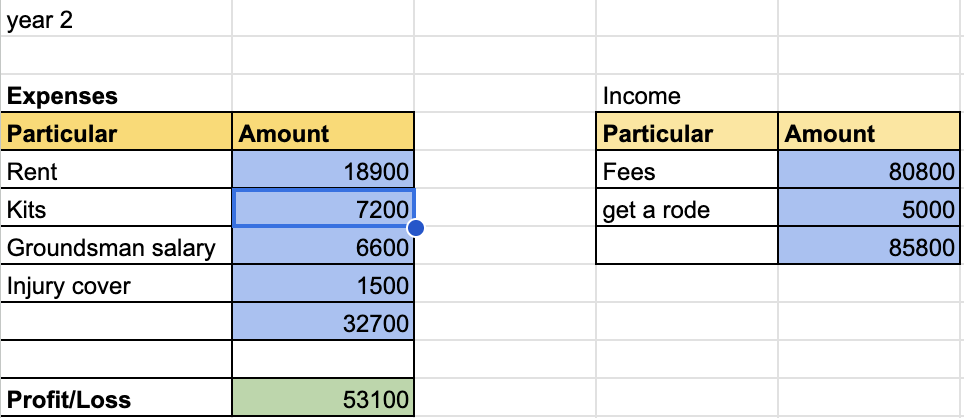 year 2
Expenses Income
Particular Amount Particular Amount
Rent 18900 Fees 80800
Kits 7200 get a rode 5000
Groundsman salary 6600 85800
Injury cover 1500
32700
Profit/Loss 53100